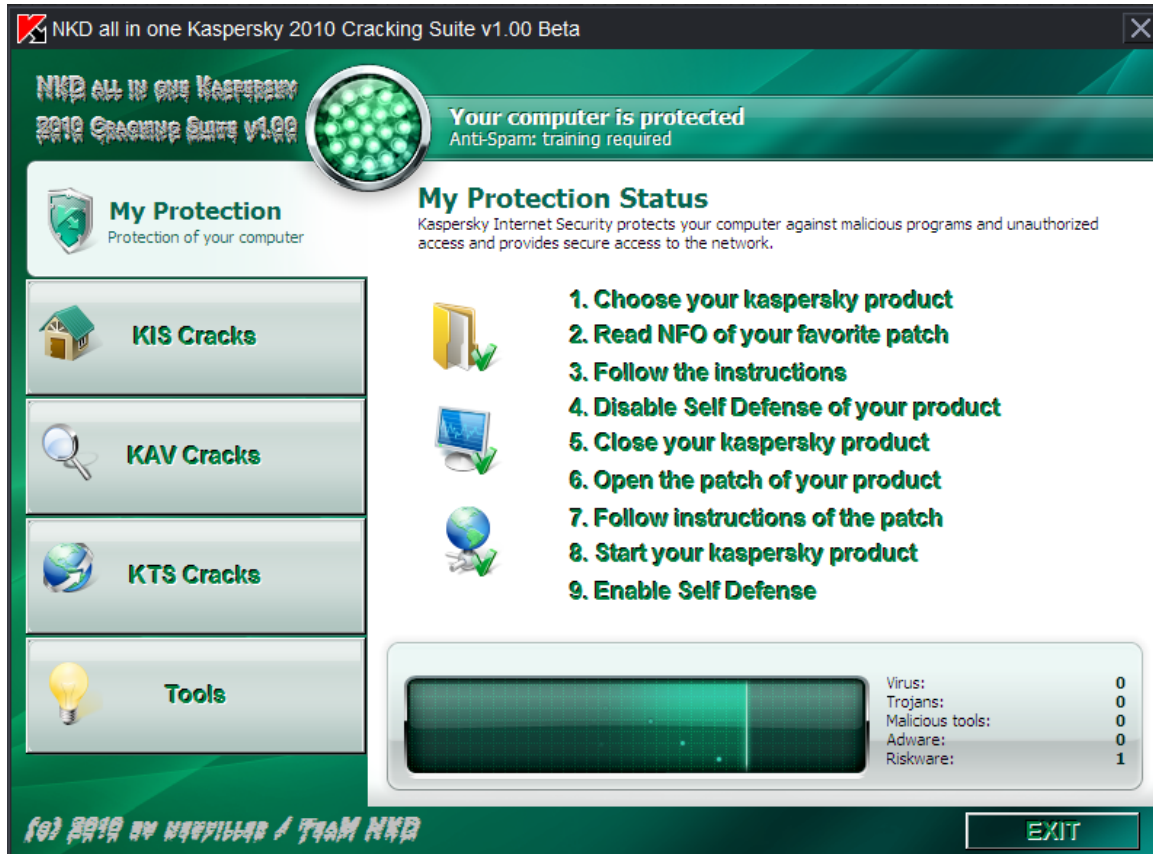 NKD all in one Kaspersky 2010 Cracking Suite v1.00 Beta
NKD all in one Kaspersky
2010 Cracking Suite v1.00
Your computer is protected
Anti-Spam: training required
My Protection
Protection of your computer
KIS Cracks
KAV Cracks
KTS Cracks
Tools
My Protection Status
Kaspersky Internet Security protects your computer against malicious programs and unauthorized
access and provides secure access to the network.
1. Choose your kaspersky product
2. Read NFO of your favorite patch
3. Follow the instructions
4. Disable Self Defense of your product
5. Close your kaspersky product
6. Open the patch of your product
7. Follow instructions of the patch
8. Start your kaspersky product
9. Enable Self Defense
Virus: 0
Trojans: 0
Malicious tools: 0
Adware: 0
Riskware: 1
(c) 2010 by / TeaM NKD
EXIT